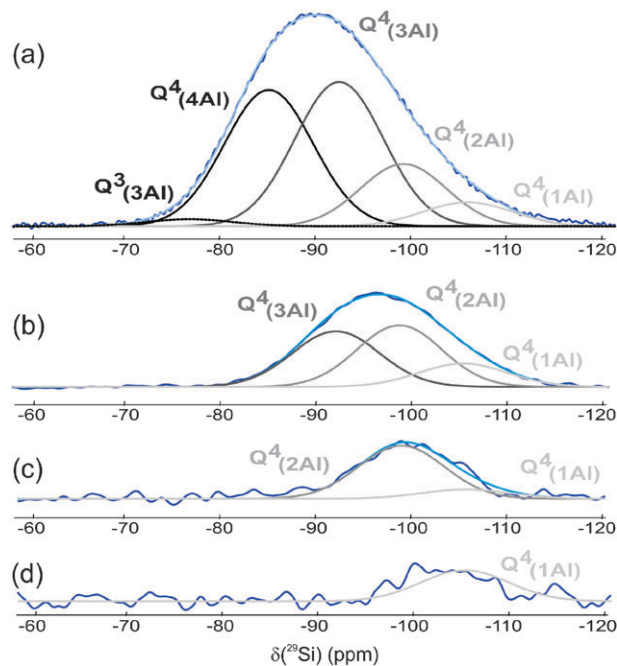 (a)
Q⁴(3Al)
Q⁴(4Al)
Q⁴(2Al)
Q³(3Al)
Q⁴(1Al)
-60 -70 -80 -90 -100 -110 -120
(b)
Q⁴(3Al)
Q⁴(2Al)
Q⁴(1Al)
-60 -70 -80 -90 -100 -110 -120
(c)
Q⁴(2Al)
Q⁴(1Al)
-60 -70 -80 -90 -100 -110 -120
(d)
Q⁴(1Al)
-60 -70 -80 -90 -100 -110 -120
δ(²⁹Si) (ppm)